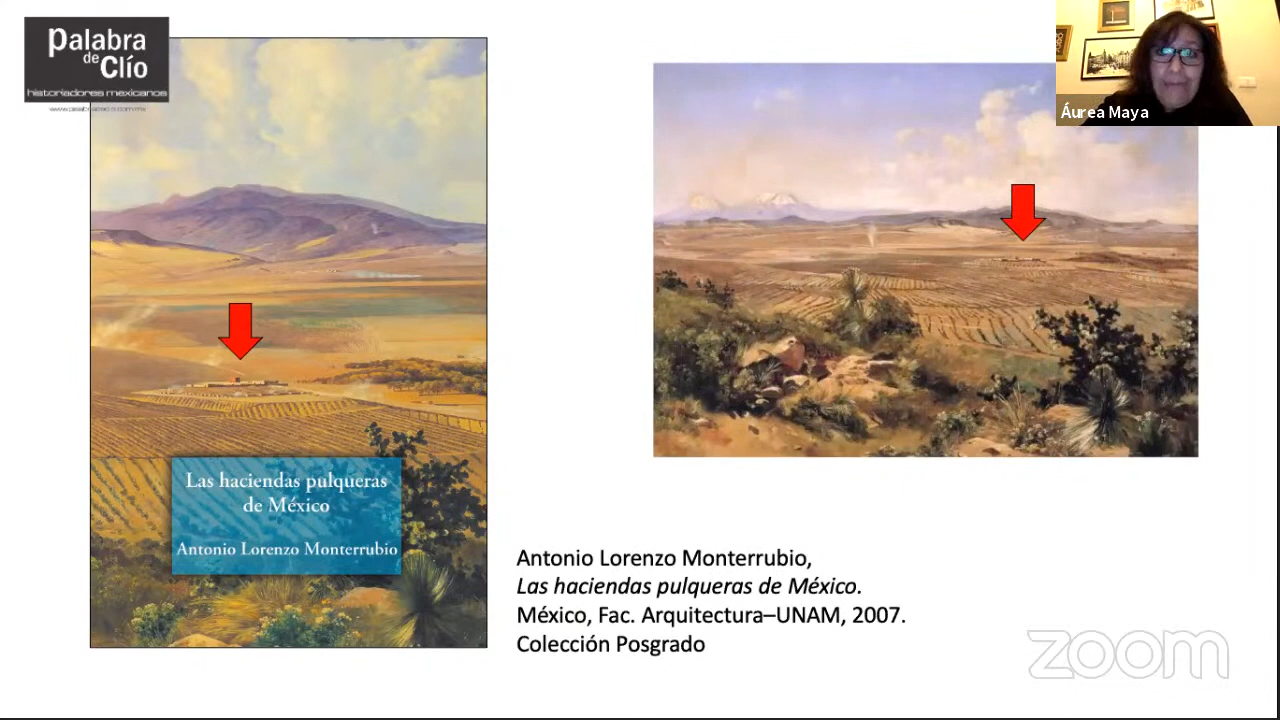 Palabra
de
Clío
historiadores mexicanos
Áurea Maya
Las haciendas pulqueras
de México
Antonio Lorenzo Monterrubio
Antonio Lorenzo Monterrubio,
Las haciendas pulqueras de México.
México, Fac. Arquitectura–UNAM, 2007.
Colección Posgrado
zoom